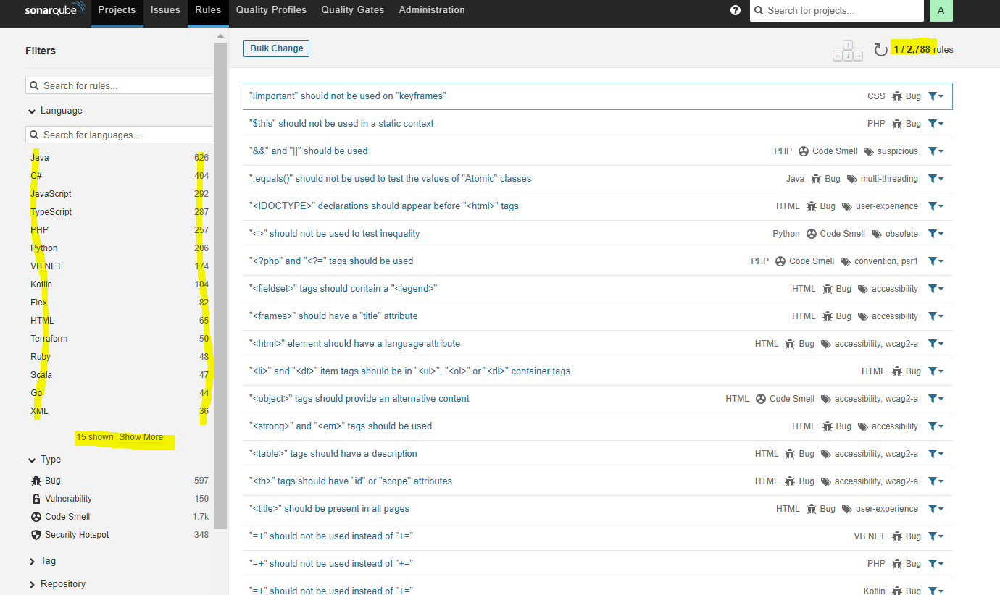 sonarqube Projects Issues Rules Quality Profiles Quality Gates Administration ? Search for projects... A
Filters
Search for rules...
Language
Search for languages...
Java 626
C# 404
JavaScript 292
TypeScript 287
PHP 257
Python 206
VB.NET 174
Kotlin 104
Flex 82
HTML 65
Terraform 50
Ruby 48
Scala 47
Go 44
XML 36
15 shown Show More
Type
Bug 597
Vulnerability 150
Code Smell 1.7k
Security Hotspot 348
Tag
Repository
Bulk Change ↑ ← ↓ → 1 / 2,788 rules
"!important" should not be used on "keyframes" CSS Bug
"$this" should not be used in a static context PHP Bug
"&&" and "||" should be used PHP Code Smell suspicious
".equals()" should not be used to test the values of "Atomic" classes Java Bug multi-threading
"<!DOCTYPE>" declarations should appear before "<html>" tags HTML Bug user-experience
"<>" should not be used to test inequality Python Code Smell obsolete
"<?php" and "<?=" tags should be used PHP Code Smell convention, psr1
"<fieldset>" tags should contain a "<legend>" HTML Bug accessibility
"<frames>" should have a "title" attribute HTML Bug accessibility
"<html>" element should have a language attribute HTML Bug accessibility, wcag2-a
"<li>" and "<dt>" item tags should be in "<ul>", "<ol>" or "<dl>" container tags HTML Bug
"<object>" tags should provide an alternative content HTML Code Smell accessibility, wcag2-a
"<strong>" and "<em>" tags should be used HTML Bug accessibility
"<table>" tags should have a description HTML Bug accessibility, wcag2-a
"<th>" tags should have "id" or "scope" attributes HTML Bug accessibility, wcag2-a
"<title>" should be present in all pages HTML Bug user-experience
"=+" should not be used instead of "+=" VB.NET Bug
"=+" should not be used instead of "+=" PHP Bug
"=+" should not be used instead of "+=" Kotlin Bug